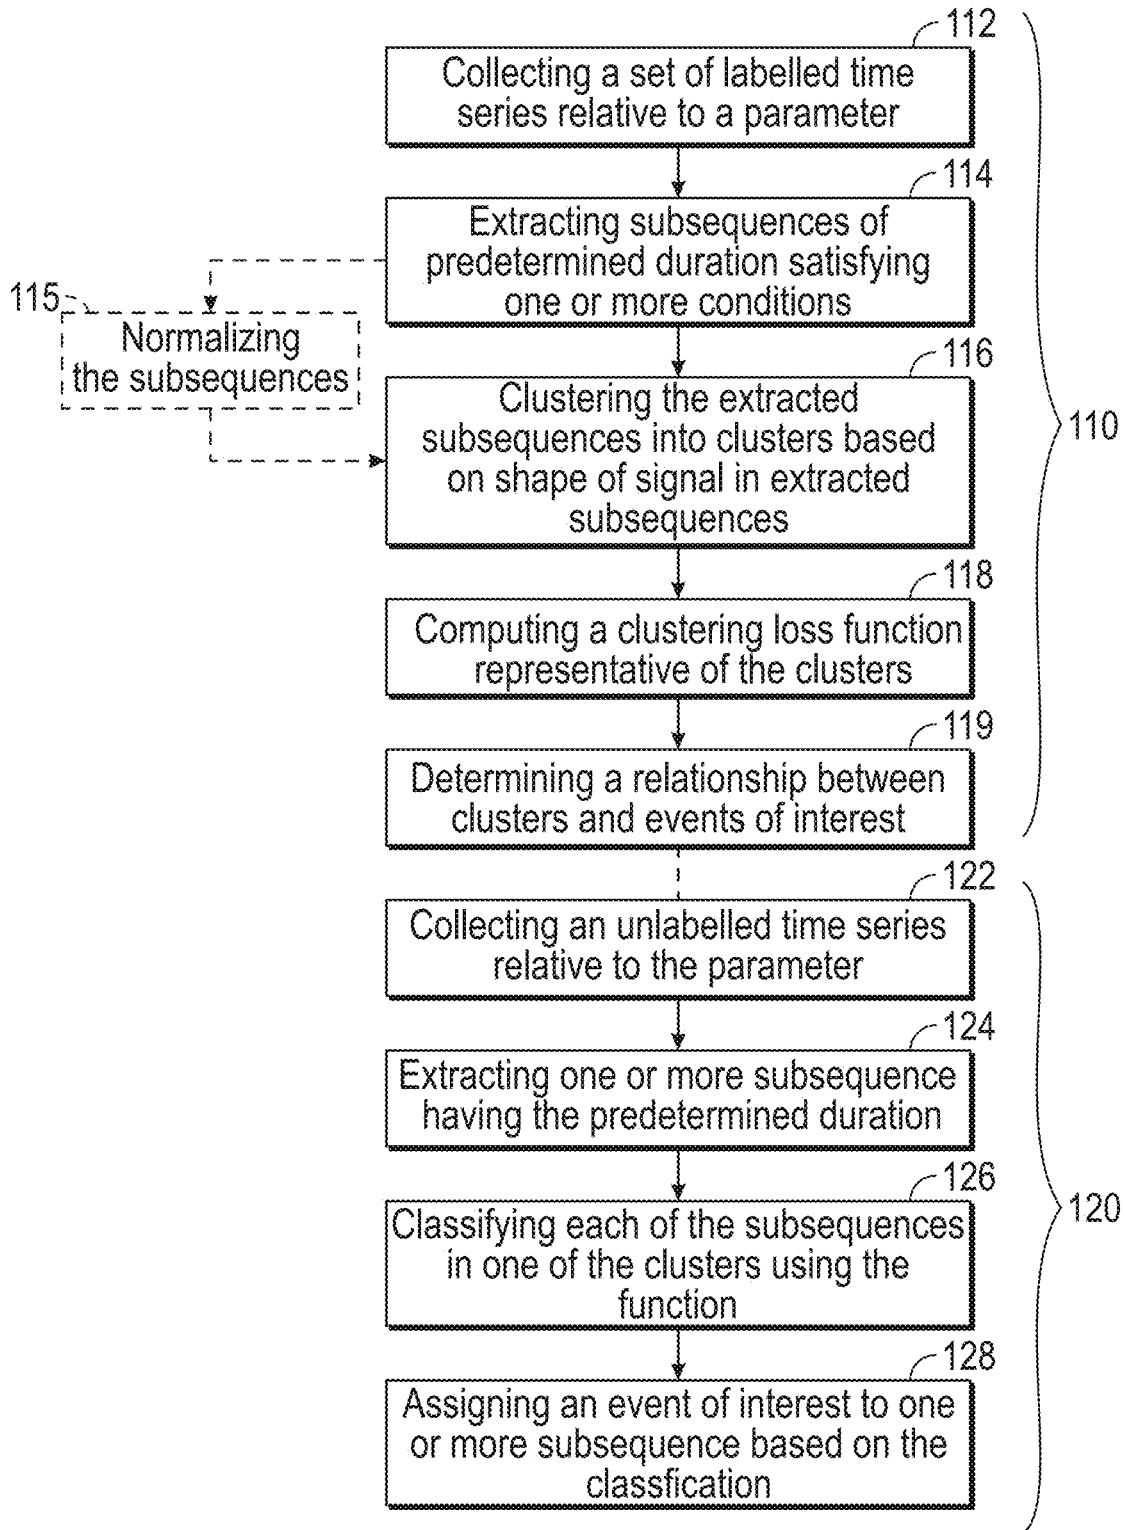 112
Collecting a set of labelled time
series relative to a parameter
114
Extracting subsequences of
predetermined duration satisfying
one or more conditions
115
Normalizing
the subsequences
116
Clustering the extracted
subsequences into clusters based
on shape of signal in extracted
subsequences
110
118
Computing a clustering loss function
representative of the clusters
119
Determining a relationship between
clusters and events of interest
122
Collecting an unlabelled time series
relative to the parameter
124
Extracting one or more subsequence
having the predetermined duration
126
Classifying each of the subsequences
in one of the clusters using the
function
120
128
Assigning an event of interest to one
or more subsequence based on the
classfication